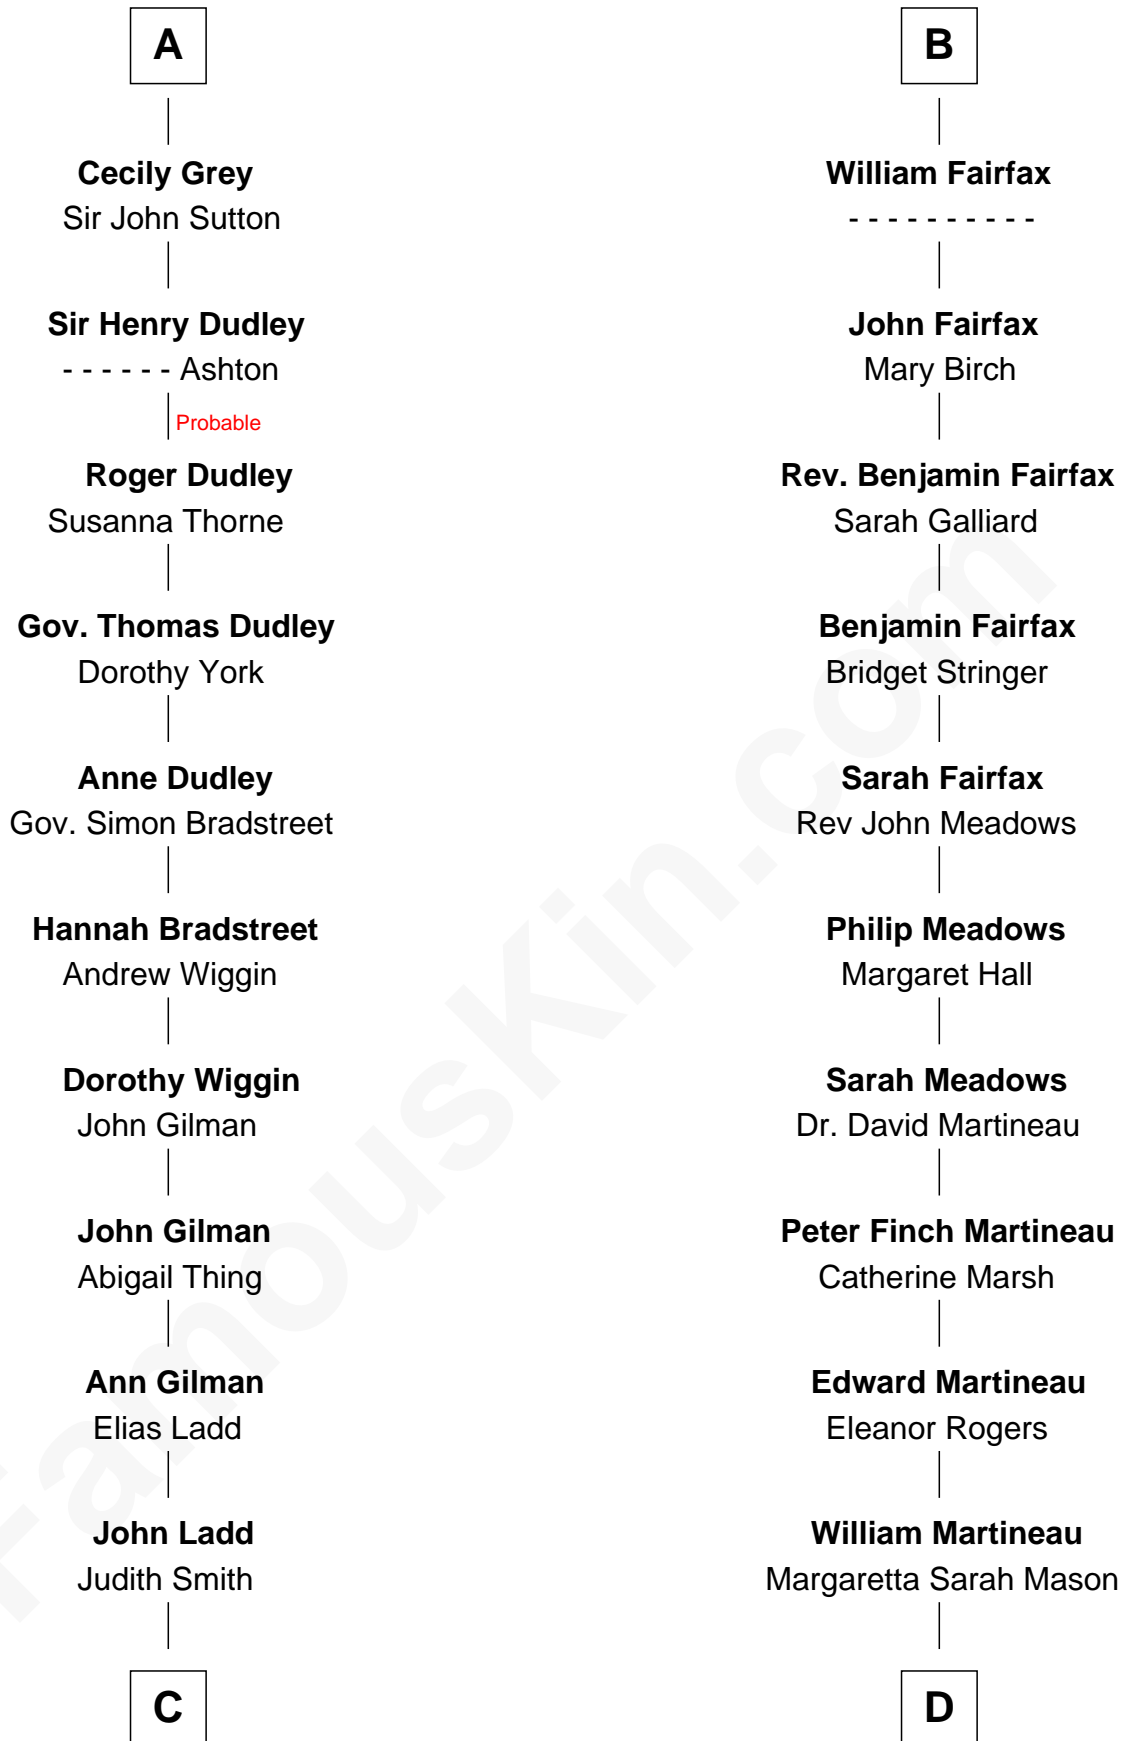 A
Cecily Grey
Sir John Sutton
Sir Henry Dudley
- - - - - - Ashton
Probable
Roger Dudley
Susanna Thorne
Gov. Thomas Dudley
Dorothy York
Anne Dudley
Gov. Simon Bradstreet
Hannah Bradstreet
Andrew Wiggin
Dorothy Wiggin
John Gilman
John Gilman
Abigail Thing
Ann Gilman
Elias Ladd
John Ladd
Judith Smith
C
B
William Fairfax
- - - - - - - - - -
John Fairfax
Mary Birch
Rev. Benjamin Fairfax
Sarah Galliard
Benjamin Fairfax
Bridget Stringer
Sarah Fairfax
Rev John Meadows
Philip Meadows
Margaret Hall
Sarah Meadows
Dr. David Martineau
Peter Finch Martineau
Catherine Marsh
Edward Martineau
Eleanor Rogers
William Martineau
Margaretta Sarah Mason
D
FamousKin.com